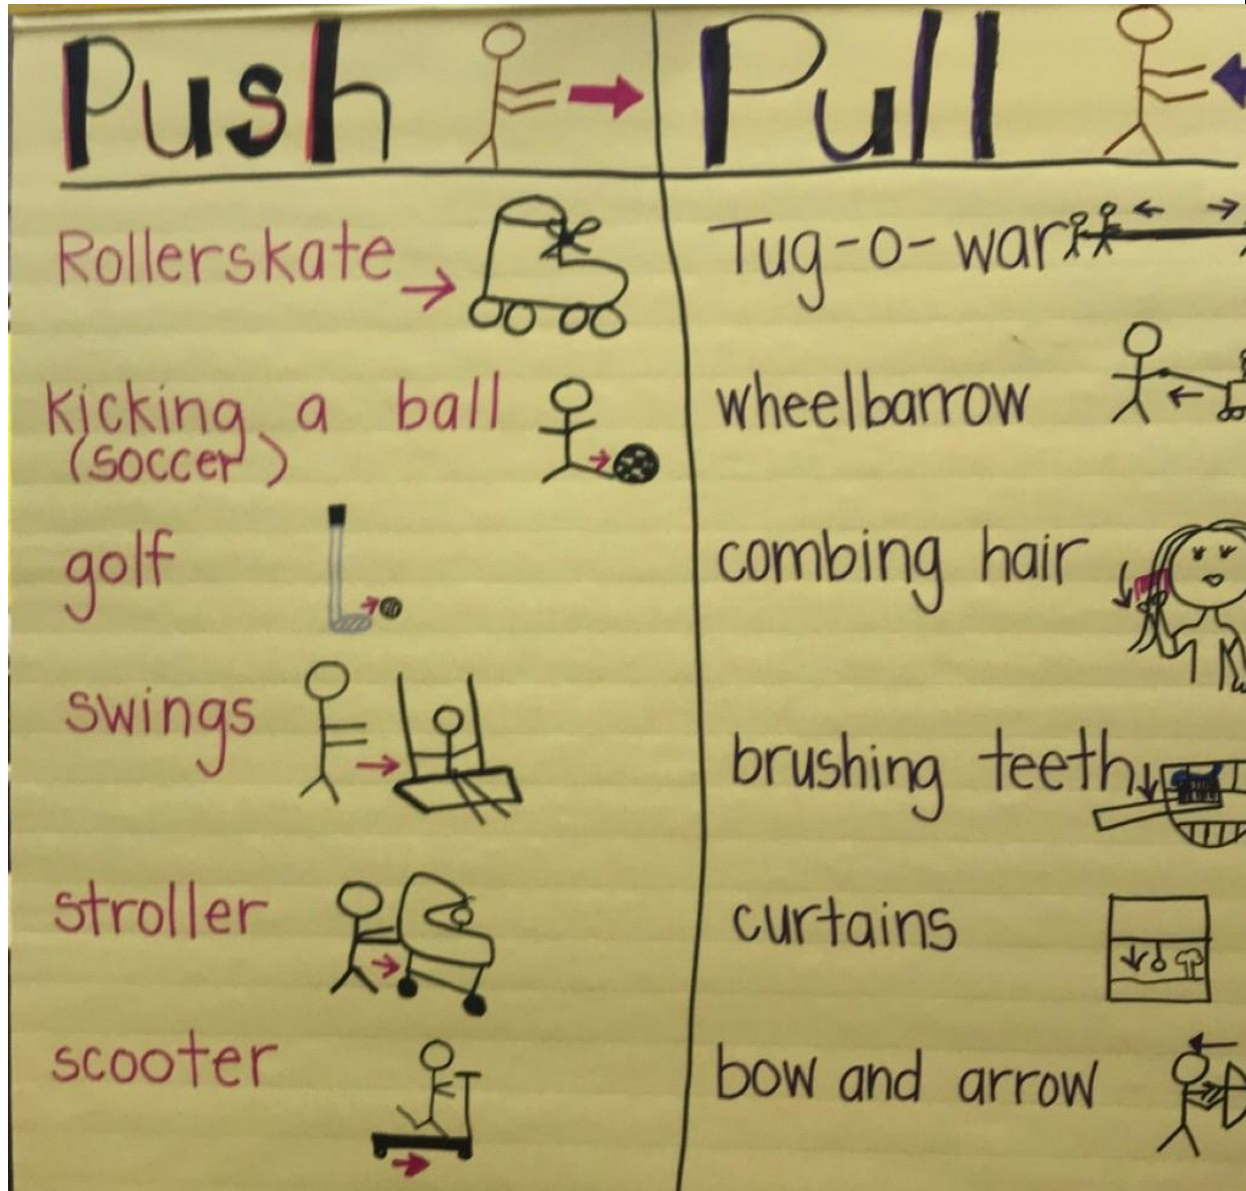 Push
Rollerskate
kicking a ball
(soccer)
golf
swings
stroller
scooter
Pull
Tug-o-war
wheelbarrow
combing hair
brushing teeth
curtains
bow and arrow